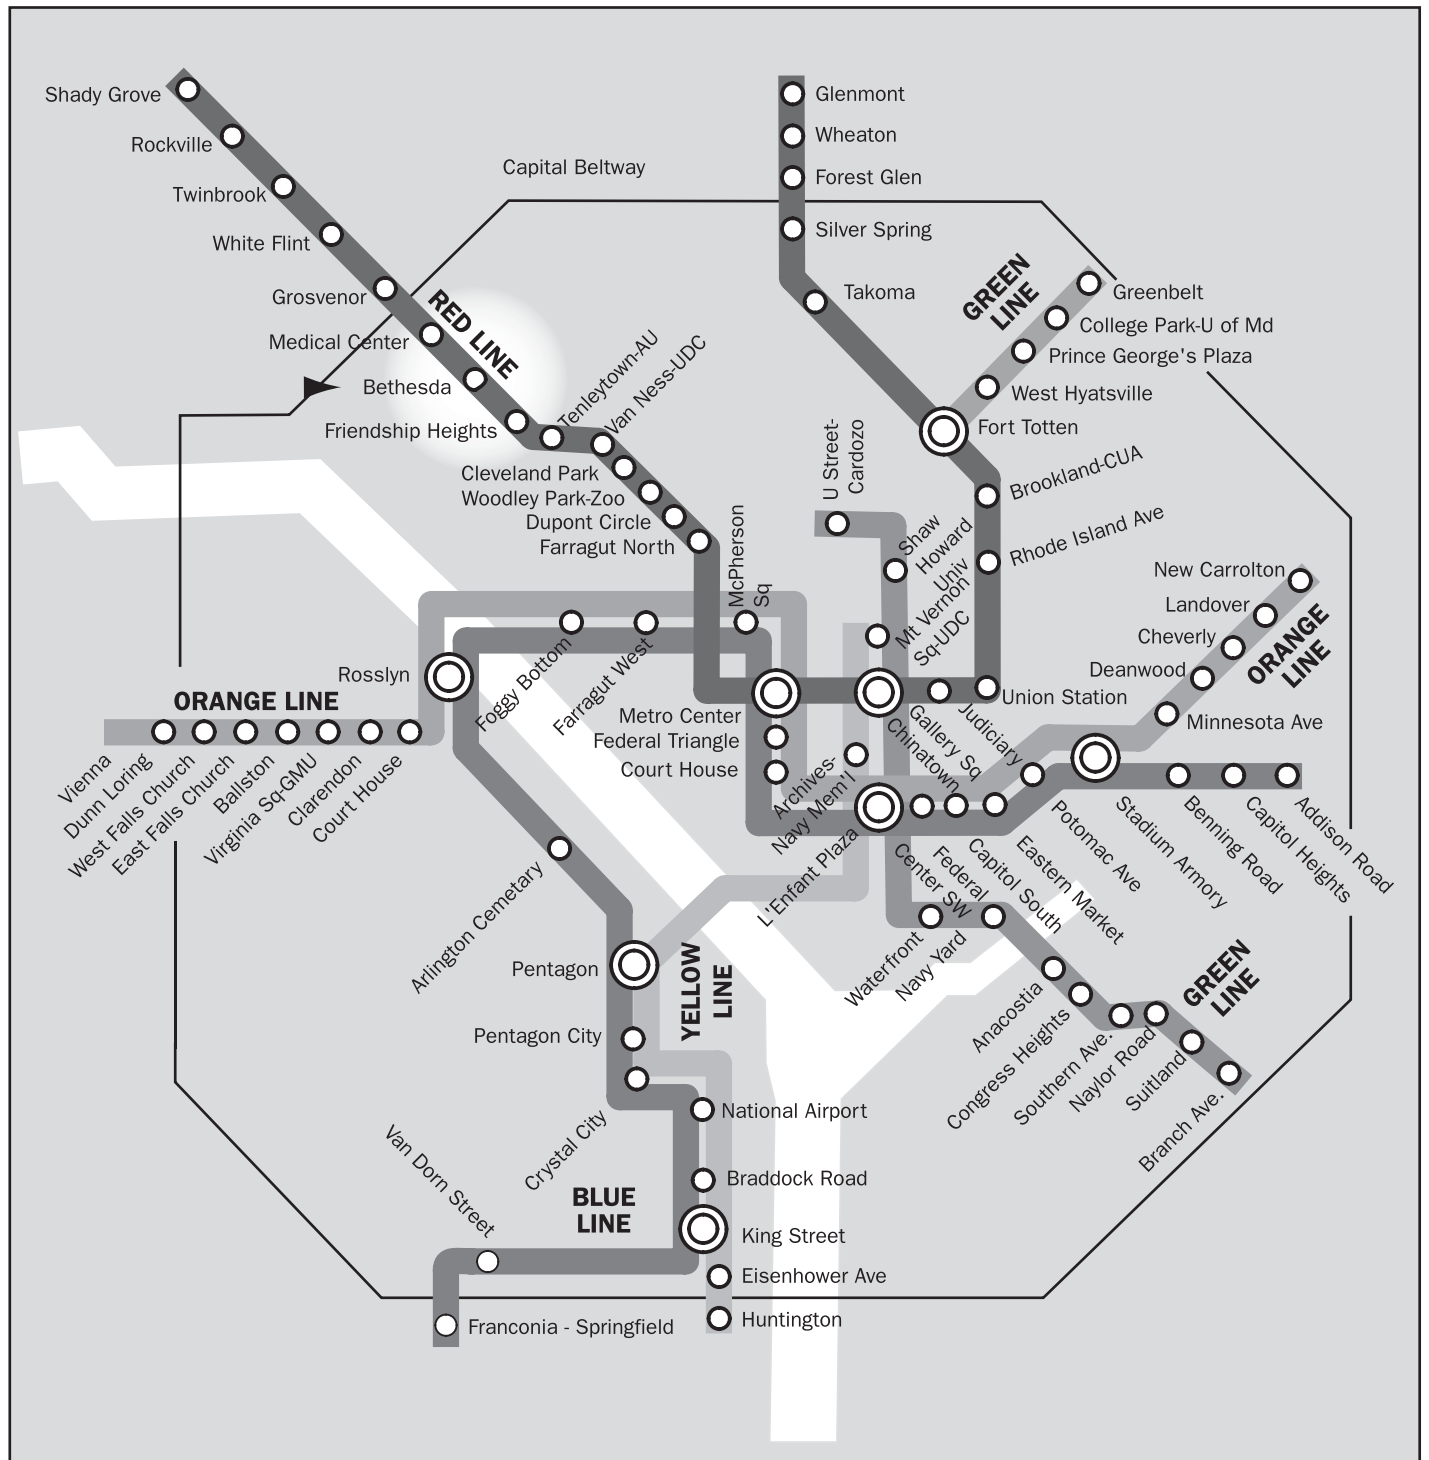 Shady Grove
Glenmont
Rockville
Wheaton
Capital Beltway
Forest Glen
Twinbrook
Silver Spring
White Flint
GREEN
LINE
Grosvenor
Takoma
Greenbelt
RED LINE
College Park-U of Md
Medical Center
Prince George's Plaza
Bethesda
Tenleytown-AU
Van Ness-UDC
West Hyatsville
Friendship Heights
Fort Totten
Cleveland Park
U Street-
Cardozo
Brookland-CUA
Woodley Park-Zoo
Dupont Circle
Farragut North
McPherson
Sq
Shaw
Howard
Univ
Rhode Island Ave
New Carrolton
Landover
Mt Vernon
Sq-UDC
Cheverly
ORANGE
LINE
Rosslyn
Deanwood
Foggy Bottom
Farragut West
Union Station
ORANGE LINE
Metro Center
Gallery Sq
Chinatown
Judiciary
Minnesota Ave
Federal Triangle
Court House
Vienna
Dunn Loring
West Falls Church
East Falls Church
Ballston
Virginia Sq-GMU
Clarendon
Court House
Archives-
Navy Mem'l
L'Enfant Plaza
Potomac Ave
Stadium Armory
Benning Road
Capitol Heights
Addison Road
Federal
Center SW
Capitol South
Eastern Market
Arlington Cemetary
Waterfront
Navy Yard
Pentagon
YELLOW
LINE
GREEN
LINE
Anacostia
Congress Heights
Southern Ave.
Naylor Road
Suitland
Branch Ave.
Pentagon City
Crystal City
National Airport
Van Dorn Street
Braddock Road
BLUE
LINE
King Street
Eisenhower Ave
Huntington
Franconia - Springfield